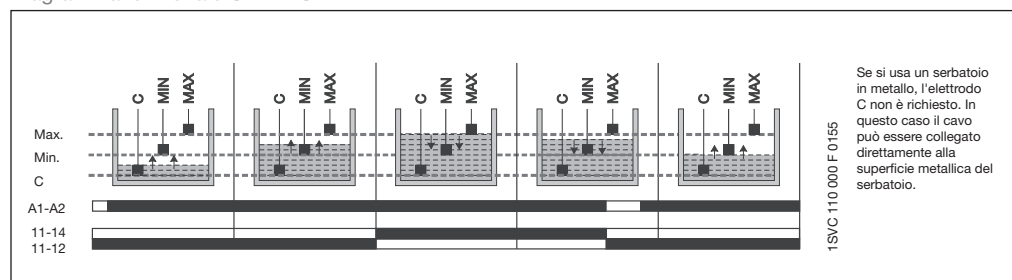 C MIN MAX C MIN MAX C MIN MAX C MIN MAX C MIN MAX
Max.
Min.
C
A1-A2
11-14
11-12
1SVC 110 000 F 0155
Se si usa un serbatoio
in metallo, l'elettrodo
C non è richiesto. In
questo caso il cavo
può essere collegato
direttamente alla
superficie metallica del
serbatoio.